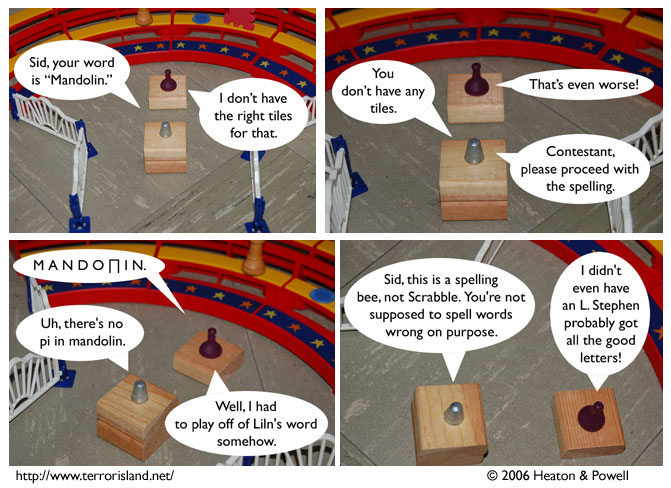 Sid, your word
is “Mandolin.”
I don’t have
the right tiles
for that.
You
don’t have any
tiles.
That’s even worse!
Contestant,
please proceed with
the spelling.
M A N D O ∏ I N.
Uh, there's no
pi in mandolin.
Well, I had
to play off of Liln's word
somehow.
Sid, this is a spelling
bee, not Scrabble. You're not
supposed to spell words
wrong on purpose.
I didn't
even have
an L. Stephen
probably got
all the good
letters!
http://www.terrorisland.net/
© 2006 Heaton & Powell